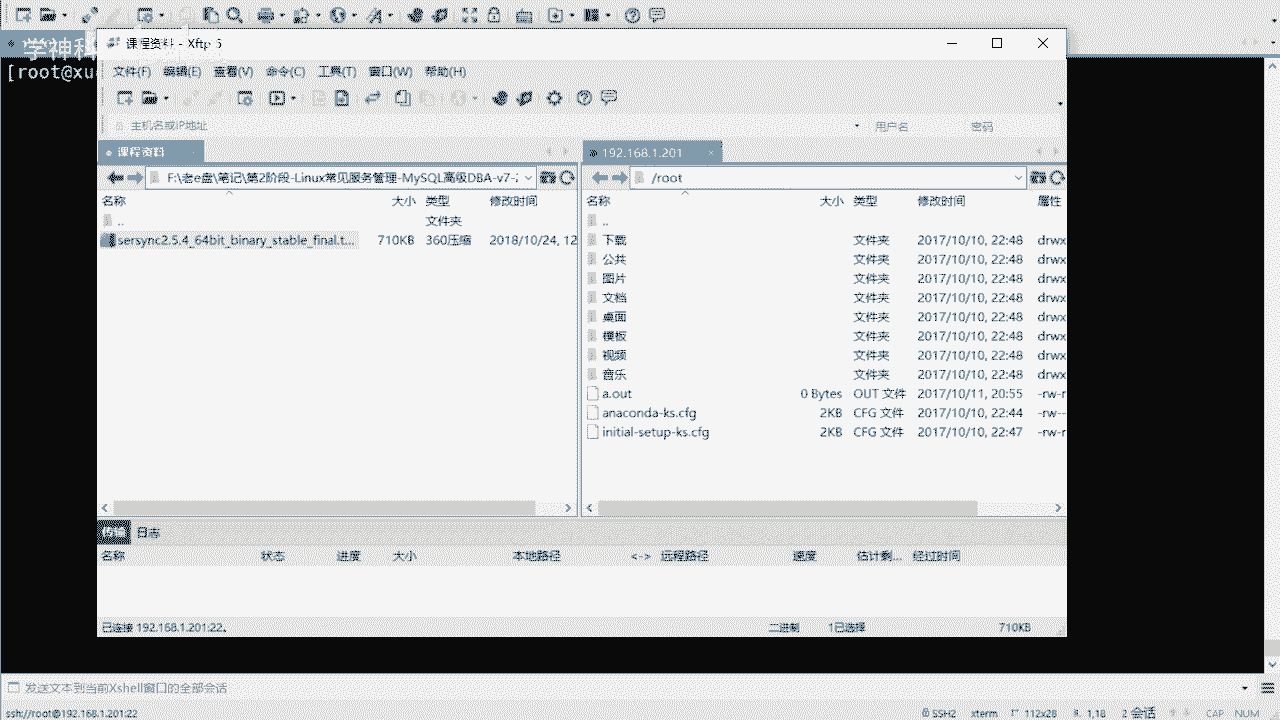 学神科
[root@xu
课程资料 - Xftp 5
文件(F) 编辑(E) 查看(V) 命令(C) 工具(T) 窗口(W) 帮助(H)
主机名或IP地址 用户名 密码
课程资料
192.168.1.201
F:\老e盘\笔记\第2阶段-Linux常见服务管理-MySQL高级DBA-v7-2
/root
名称 大小 类型 修改时间
名称 大小 类型 修改时间 属性
.. 文件夹
..
sersync2.5.4_64bit_binary_stable_final.t... 710KB 360压缩 2018/10/24, 12
下载 文件夹 2017/10/10, 22:48 drwx
公共 文件夹 2017/10/10, 22:48 drwx
图片 文件夹 2017/10/10, 22:48 drwx
文档 文件夹 2017/10/10, 22:48 drwx
桌面 文件夹 2017/10/10, 22:48 drwx
模板 文件夹 2017/10/10, 22:48 drwx
视频 文件夹 2017/10/10, 22:48 drwx
音乐 文件夹 2017/10/10, 22:48 drwx
a.out 0 Bytes OUT 文件 2017/10/11, 20:55 -rw-r
anaconda-ks.cfg 2KB CFG 文件 2017/10/10, 22:44 -rw--
initial-setup-ks.cfg 2KB CFG 文件 2017/10/10, 22:47 -rw-r
传输 日志
名称 状态 进度 大小 本地路径 <-> 远程路径 速度 估计剩... 经过时间
已连接 192.168.1.201:22。 二进制 1已选择 710KB
发送文本到当前Xshell窗口的全部会话
ssh://root@192.168.1.201:22 SSH2 xterm 112x28 1,18 2 会话 CAP NUM